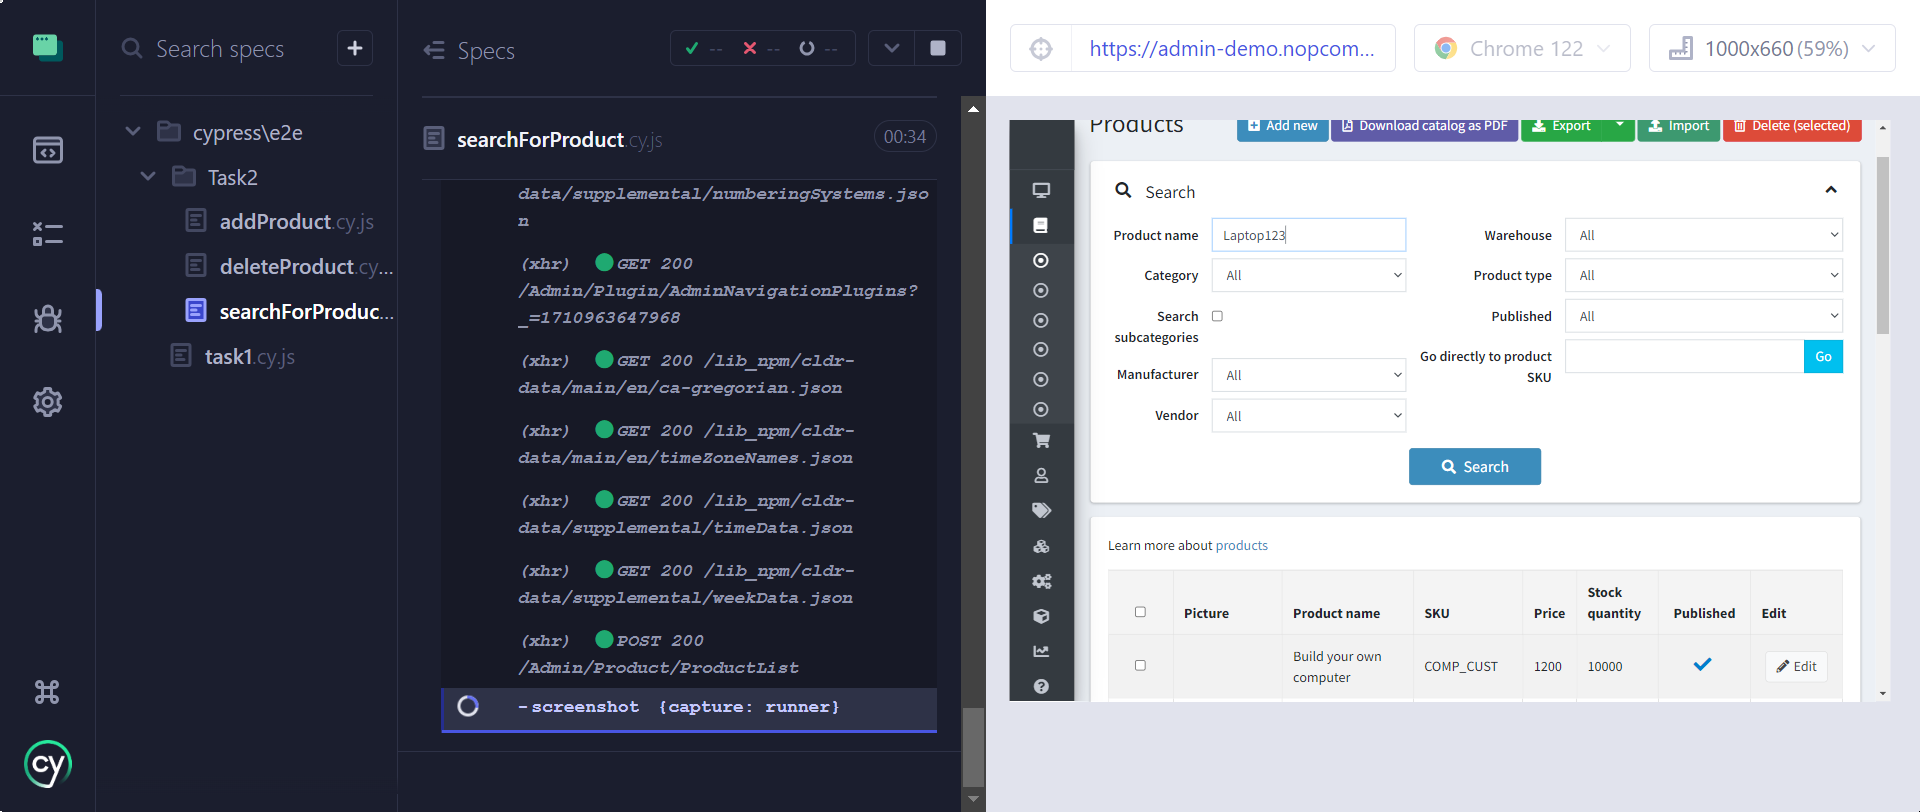 Search specs
+
cypress\e2e
Task2
addProduct.cy.js
deleteProduct.cy...
searchForProduc...
task1.cy.js
cy
Specs
-- -- --
searchForProduct.cy.js
00:34
data/supplemental/numberingSystems.jso
n
(xhr) GET 200
/Admin/Plugin/AdminNavigationPlugins?
_=1710963647968
(xhr) GET 200 /lib_npm/cldr-
data/main/en/ca-gregorian.json
(xhr) GET 200 /lib_npm/cldr-
data/main/en/timeZoneNames.json
(xhr) GET 200 /lib_npm/cldr-
data/supplemental/timeData.json
(xhr) GET 200 /lib_npm/cldr-
data/supplemental/weekData.json
(xhr) POST 200
/Admin/Product/ProductList
-screenshot {capture: runner}
https://admin-demo.nopcom...
Chrome 122
1000x660 (59%)
Products
Add new
Download catalog as PDF
Export
Import
Delete (selected)
Search
Product name
Laptop123
Warehouse
All
Category
All
Product type
All
Search
subcategories
Published
All
Go directly to product
SKU
Go
Manufacturer
All
Vendor
All
Search
Learn more about products
Picture
Product name
SKU
Price
Stock
quantity
Published
Edit
Build your own
computer
COMP_CUST
1200
10000
Edit